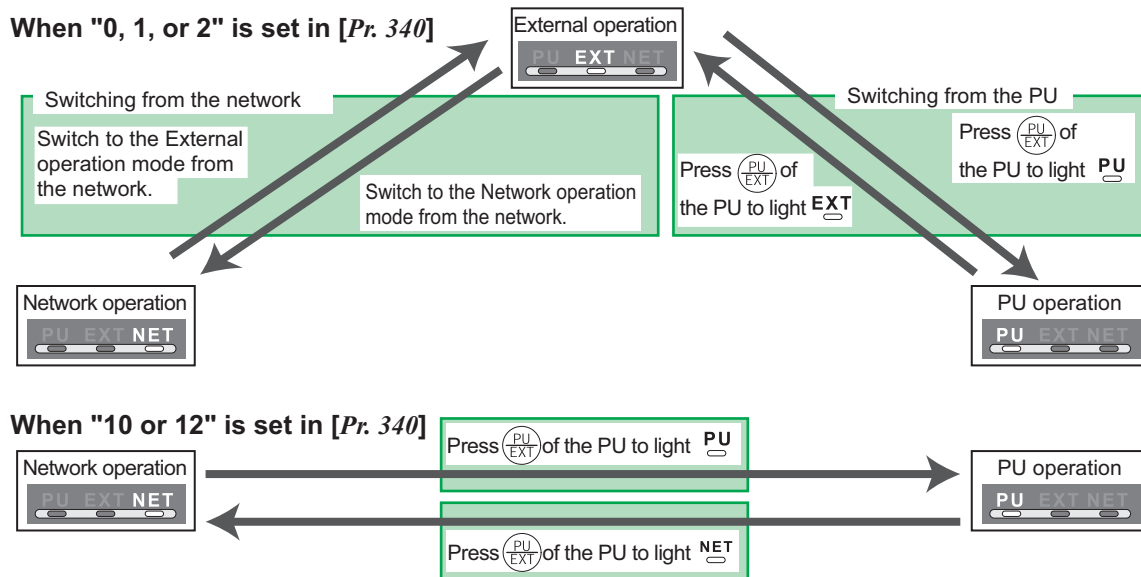 When "0, 1, or 2" is set in [Pr. 340]
External operation
PU EXT NET
Switching from the network
Switch to the External
operation mode from
the network.
Switch to the Network operation
mode from the network.
Switching from the PU
Press PU/EXT of
the PU to light EXT
Press PU/EXT of
the PU to light PU
Network operation
PU EXT NET
PU operation
PU EXT NET
When "10 or 12" is set in [Pr. 340]
Network operation
PU EXT NET
Press PU/EXT of the PU to light PU
Press PU/EXT of the PU to light NET
PU operation
PU EXT NET